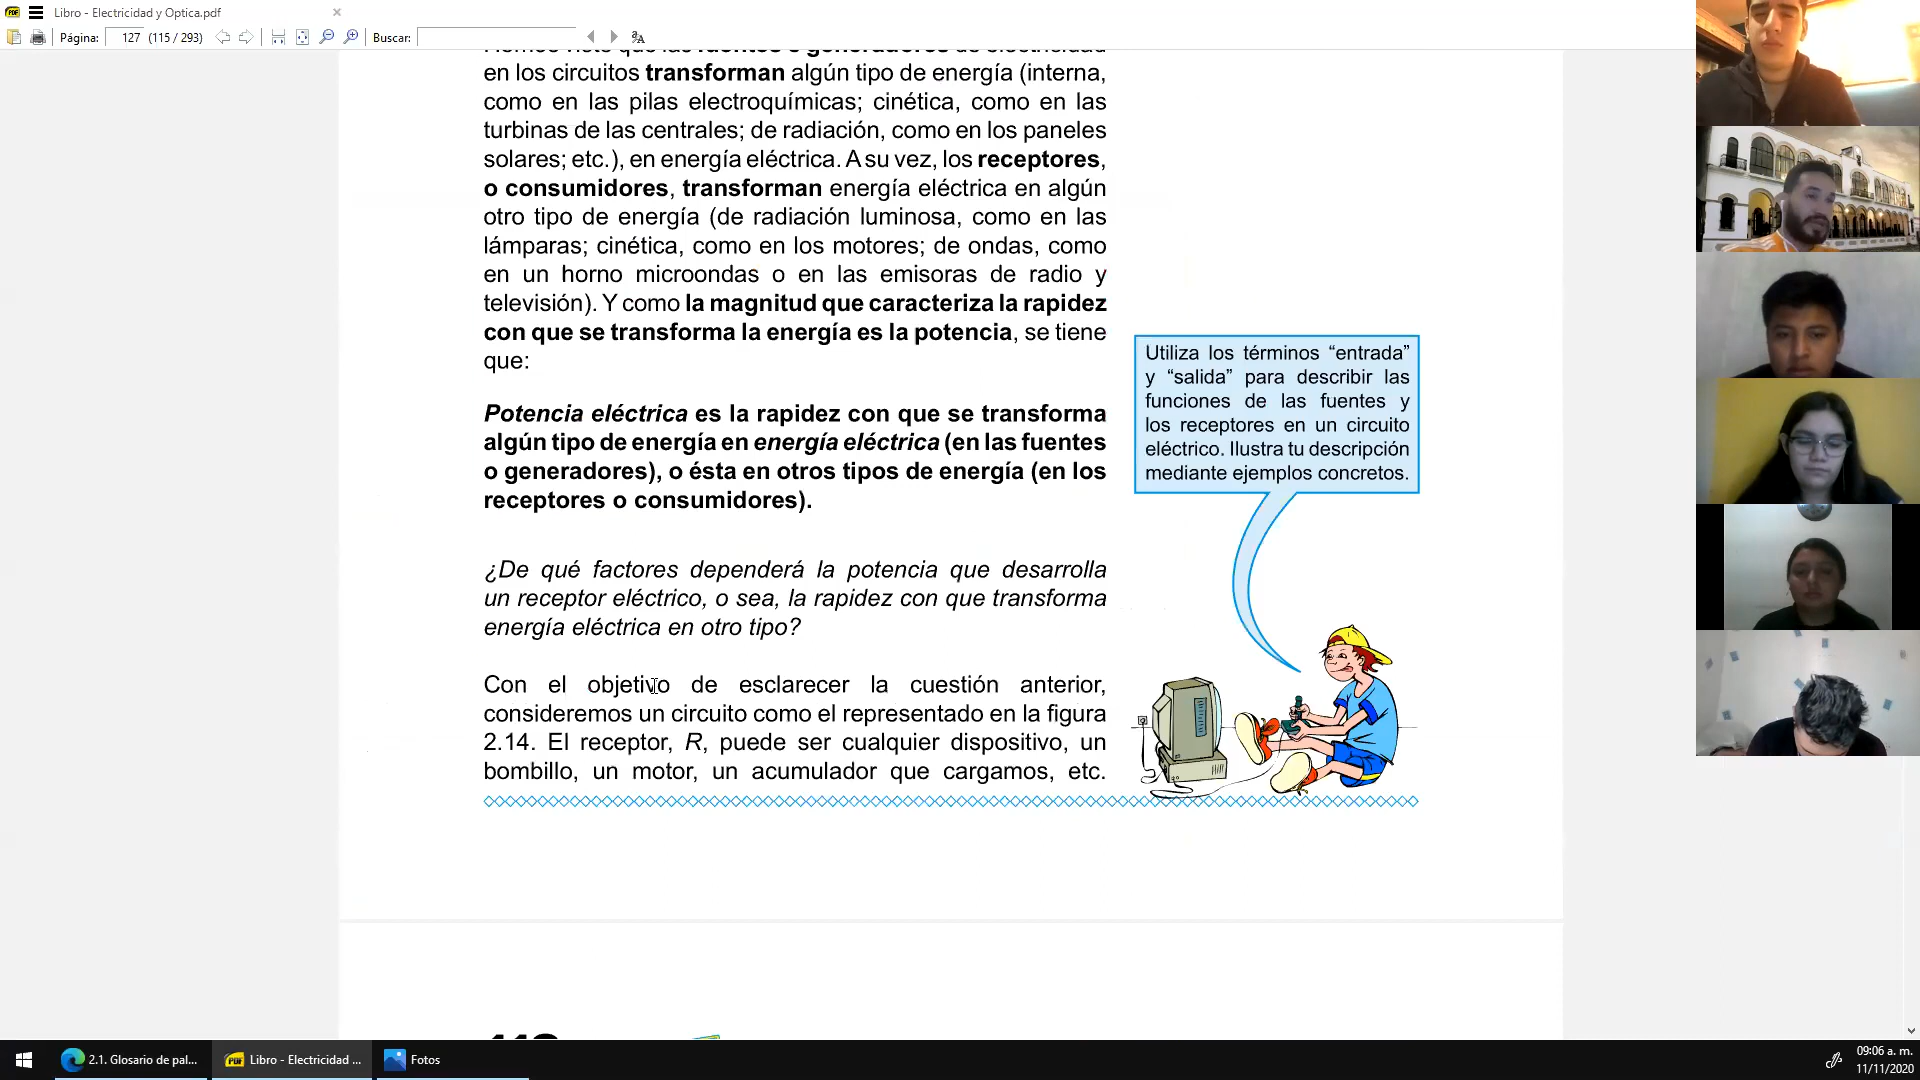 Libro - Electricidad y Optica.pdf
Página: 127 (115 / 293) Buscar:
Hemos visto que las fuentes o generadores de electricidad
en los circuitos transforman algún tipo de energía (interna,
como en las pilas electroquímicas; cinética, como en las
turbinas de las centrales; de radiación, como en los paneles
solares; etc.), en energía eléctrica. A su vez, los receptores,
o consumidores, transforman energía eléctrica en algún
otro tipo de energía (de radiación luminosa, como en las
lámparas; cinética, como en los motores; de ondas, como
en un horno microondas o en las emisoras de radio y
televisión). Y como la magnitud que caracteriza la rapidez
con que se transforma la energía es la potencia, se tiene
que:
Potencia eléctrica es la rapidez con que se transforma
algún tipo de energía en energía eléctrica (en las fuentes
o generadores), o ésta en otros tipos de energía (en los
receptores o consumidores).
¿De qué factores dependerá la potencia que desarrolla
un receptor eléctrico, o sea, la rapidez con que transforma
energía eléctrica en otro tipo?
Con el objetivo de esclarecer la cuestión anterior,
consideremos un circuito como el representado en la figura
2.14. El receptor, R, puede ser cualquier dispositivo, un
bombillo, un motor, un acumulador que cargamos, etc.
Utiliza los términos “entrada”
y “salida” para describir las
funciones de las fuentes y
los receptores en un circuito
eléctrico. Ilustra tu descripción
mediante ejemplos concretos.
2.1. Glosario de pal...
Libro - Electricidad ...
Fotos
09:06 a. m.
11/11/2020